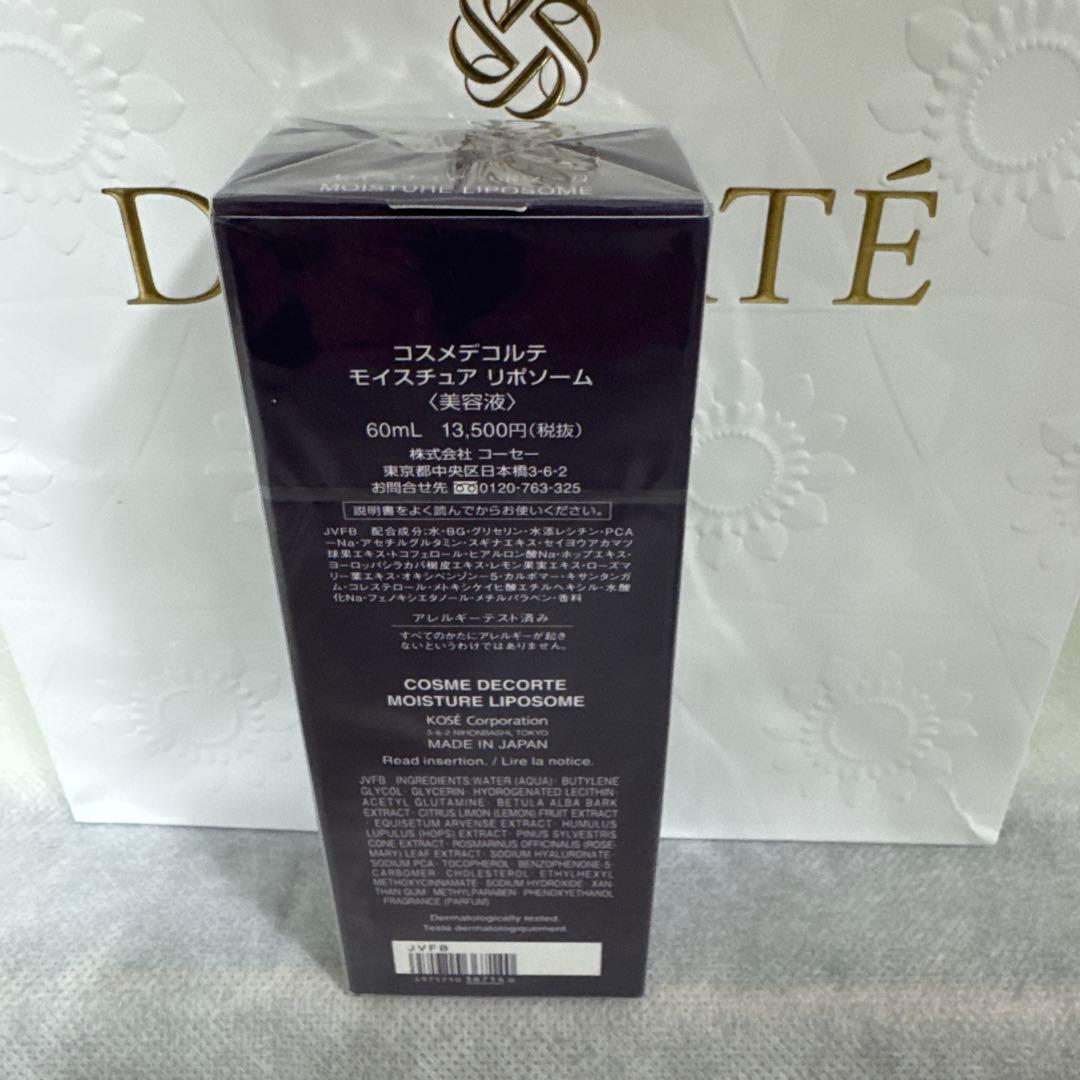 D
TÉ
MOISTURE LIPOSOME
コスメデコルテ
モイスチュア リポソーム
〈美容液〉
60mL 13,500円(税抜)
株式会社 コーセー
東京都中央区日本橋3-6-2
お問合せ先 0120-763-325
説明書をよく読んでからお使いください。
JVFB 配合成分:水・BG・グリセリン・水添レシチン・PCA
ーNa・アセチルグルタミン・スギナエキス・セイヨウアカマツ
球果エキス・トコフェロール・ヒアルロン酸Na・ホップエキス・
ヨーロッパシラカバ樹皮エキス・レモン果実エキス・ローズマ
リー葉エキス・オキシベンゾン-5・カルボマー・キサンタンガ
ム・コレステロール・メトキシケイヒ酸エチルヘキシル・水酸
化Na・フェノキシエタノール・メチルパラベン・香料
アレルギーテスト済み
すべてのかたにアレルギーが起き
ないというわけではありません。
COSME DECORTE
MOISTURE LIPOSOME
KOSÉ Corporation
3-6-2 NIHONBASHI, TOKYO
MADE IN JAPAN
Read insertion. / Lire la notice.
JVFB INGREDIENTS:WATER (AQUA)· BUTYLENE
GLYCOL· GLYCERIN· HYDROGENATED LECITHIN·
ACETYL GLUTAMINE· BETULA ALBA BARK
EXTRACT· CITRUS LIMON (LEMON) FRUIT EXTRACT
· EQUISETUM ARVENSE EXTRACT· HUMULUS
LUPULUS (HOPS) EXTRACT· PINUS SYLVESTRIS
CONE EXTRACT· ROSMARINUS OFFICINALIS (ROSE-
MARY) LEAF EXTRACT· SODIUM HYALURONATE·
SODIUM PCA· TOCOPHEROL· BENZOPHENONE-5·
CARBOMER· CHOLESTEROL· ETHYLHEXYL
METHOXYCINNAMATE· SODIUM HYDROXIDE· XAN-
THAN GUM· METHYLPARABEN· PHENOXYETHANOL
· FRAGRANCE (PARFUM)
Dermatologically tested.
Testé dermatologiquement.
JVFB
4971710 387140